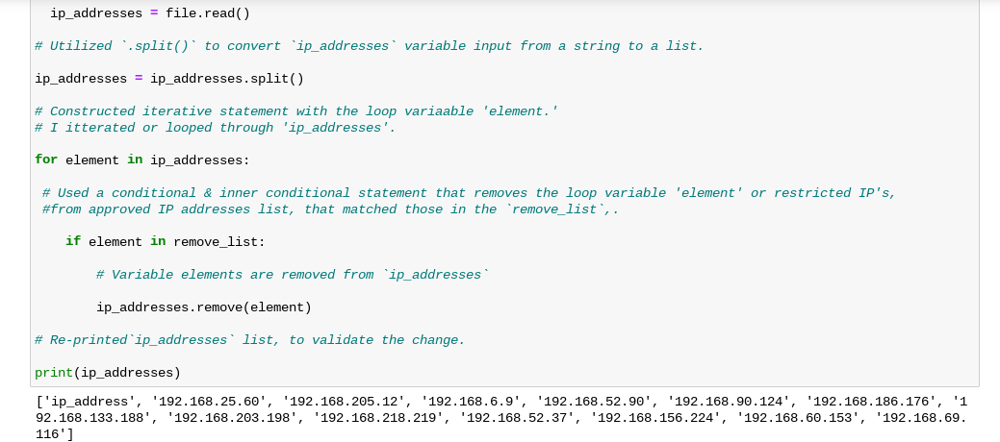 ip_addresses = file.read()
# Utilized `.split()` to convert `ip_addresses` variable input from a string to a list.
ip_addresses = ip_addresses.split()
# Constructed iterative statement with the loop variaable 'element.'
# I itterated or looped through 'ip_addresses'.
for element in ip_addresses:
# Used a conditional & inner conditional statement that removes the loop variable 'element' or restricted IP's,
#from approved IP addresses list, that matched those in the `remove_list`,.
if element in remove_list:
# Variable elements are removed from `ip_addresses`
ip_addresses.remove(element)
# Re-printed`ip_addresses` list, to validate the change.
print(ip_addresses)
['ip_address', '192.168.25.60', '192.168.205.12', '192.168.6.9', '192.168.52.90', '192.168.90.124', '192.168.186.176', '1
92.168.133.188', '192.168.203.198', '192.168.218.219', '192.168.52.37', '192.168.156.224', '192.168.60.153', '192.168.69.
116']